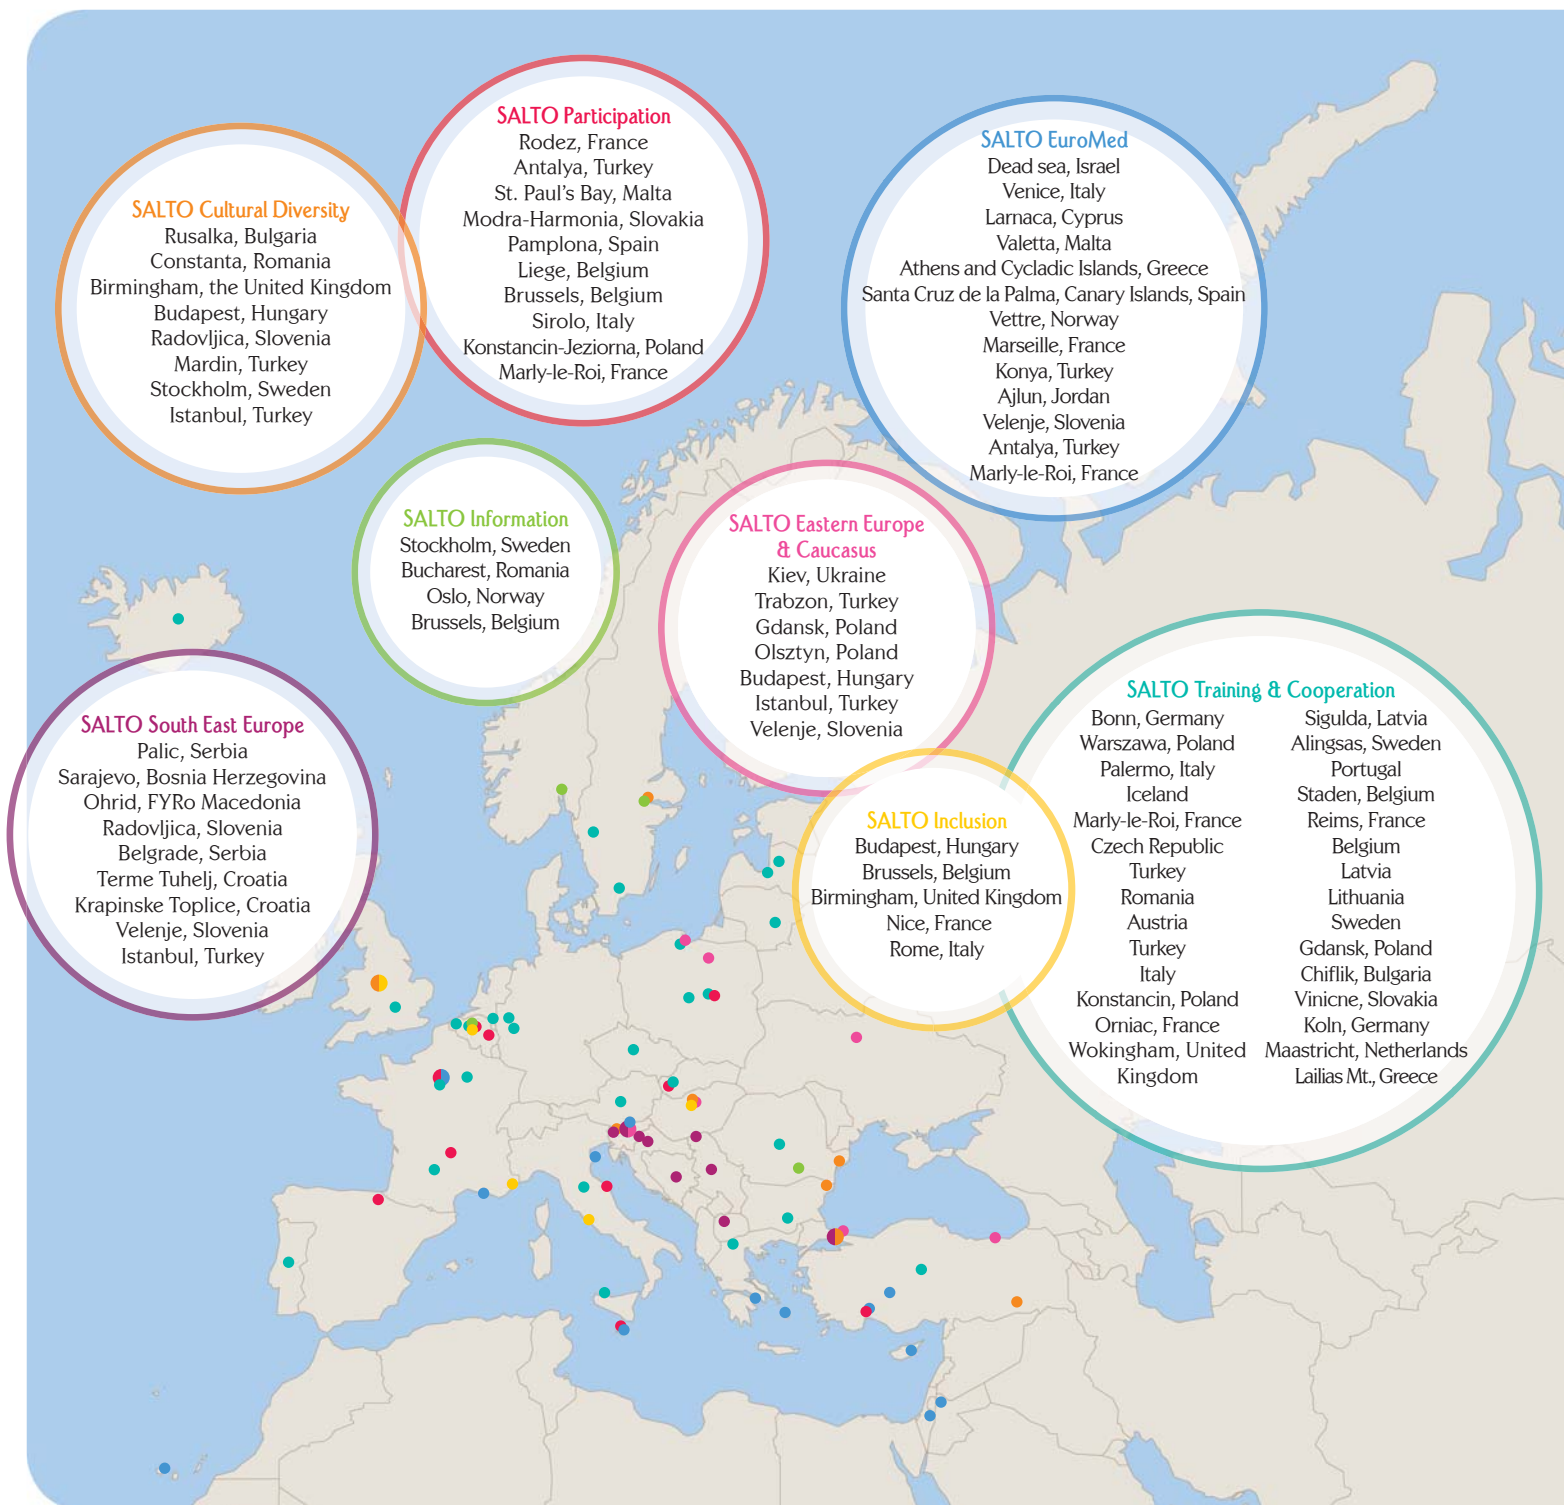 SALTO Participation
Rodez, France
Antalya, Turkey
St. Paul's Bay, Malta
Modra-Harmonia, Slovakia
Pamplona, Spain
Liege, Belgium
Brussels, Belgium
Sirolo, Italy
Konstancin-Jeziorna, Poland
Marly-le-Roi, France
SALTO EuroMed
Dead sea, Israel
Venice, Italy
Larnaca, Cyprus
Valetta, Malta
Athens and Cycladic Islands, Greece
Santa Cruz de la Palma, Canary Islands, Spain
Vettre, Norway
Marseille, France
Konya, Turkey
Ajlun, Jordan
Velenje, Slovenia
Antalya, Turkey
Marly-le-Roi, France
SALTO Cultural Diversity
Rusalka, Bulgaria
Constanta, Romania
Birmingham, the United Kingdom
Budapest, Hungary
Radovljica, Slovenia
Mardin, Turkey
Stockholm, Sweden
Istanbul, Turkey
SALTO Information
Stockholm, Sweden
Bucharest, Romania
Oslo, Norway
Brussels, Belgium
SALTO Eastern Europe
& Caucasus
Kiev, Ukraine
Trabzon, Turkey
Gdansk, Poland
Olsztyn, Poland
Budapest, Hungary
Istanbul, Turkey
Velenje, Slovenia
SALTO South East Europe
Palic, Serbia
Sarajevo, Bosnia Herzegovina
Ohrid, FYRo Macedonia
Radovljica, Slovenia
Belgrade, Serbia
Terme Tuhelj, Croatia
Krapinske Toplice, Croatia
Velenje, Slovenia
Istanbul, Turkey
SALTO Inclusion
Budapest, Hungary
Brussels, Belgium
Birmingham, United Kingdom
Nice, France
Rome, Italy
SALTO Training & Cooperation
Bonn, Germany
Warszawa, Poland
Palermo, Italy
Iceland
Marly-le-Roi, France
Czech Republic
Turkey
Romania
Austria
Turkey
Italy
Konstancin, Poland
Orniac, France
Wokingham, United
Kingdom
Sigulda, Latvia
Alingsas, Sweden
Portugal
Staden, Belgium
Reims, France
Belgium
Latvia
Lithuania
Sweden
Gdansk, Poland
Chiflik, Bulgaria
Vinicne, Slovakia
Koln, Germany
Maastricht, Netherlands
Lailias Mt., Greece